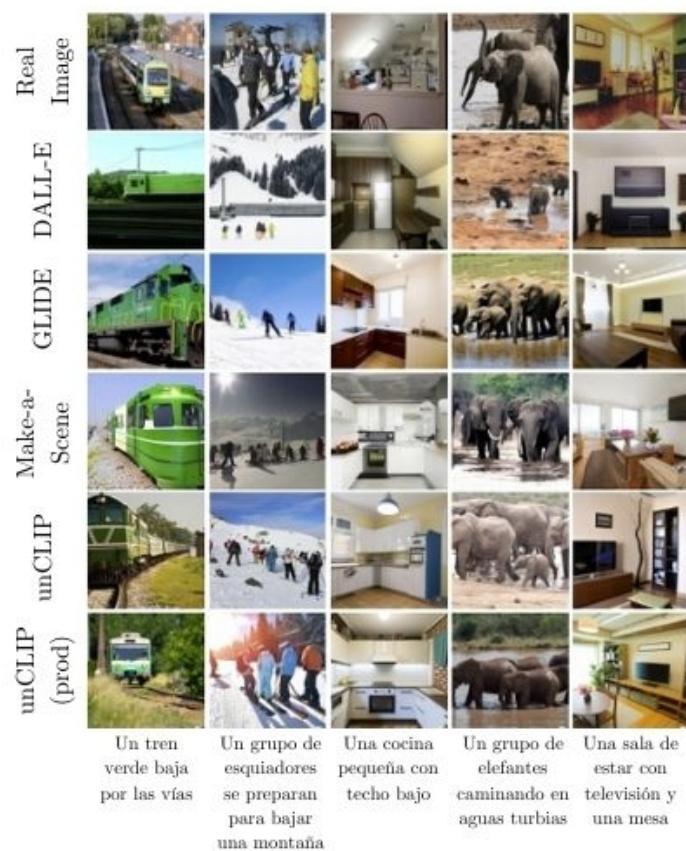 Real
Image
DALL-E
GLIDE
Make-a-
Scene
unCLIP
unCLIP
(prod)
Un tren
verde baja
por las vías
Un grupo de
esquiadores
se preparan
para bajar
una montaña
Una cocina
pequeña con
techo bajo
Un grupo de
elefantes
caminando en
aguas turbias
Una sala de
estar con
televisión y
una mesa